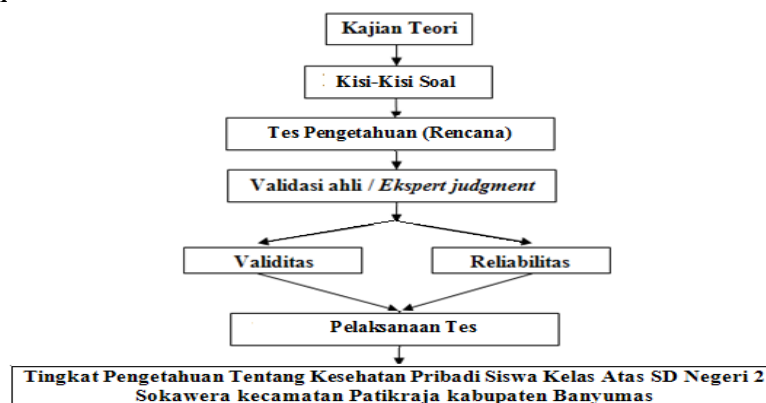 Kajian Teori
Kisi-Kisi Soal
Tes Pengetahuan (Rencana)
Validasi ahli / Ekspert judgment
Validitas
Reliabilitas
Pelaksanaan Tes
Tingkat Pengetahuan Tentang Kesehatan Pribadi Siswa Kelas Atas SD Negeri 2
Sokawera kecamatan Patikraja kabupaten Banyumas